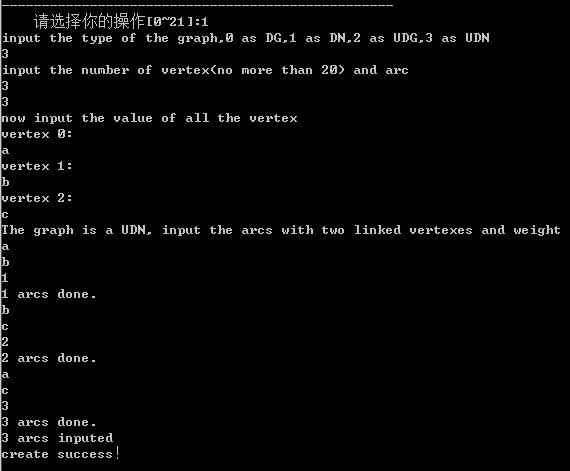 请选择你的操作[0~21]:1
input the type of the graph,0 as DG,1 as DN,2 as UDG,3 as UDN
3
input the number of vertex(no more than 20) and arc
3
3
now input the value of all the vertex
vertex 0:
a
vertex 1:
b
vertex 2:
c
The graph is a UDN, input the arcs with two linked vertexes and weight
a
b
1
1 arcs done.
b
c
2
2 arcs done.
a
c
3
3 arcs done.
3 arcs inputed
create success!